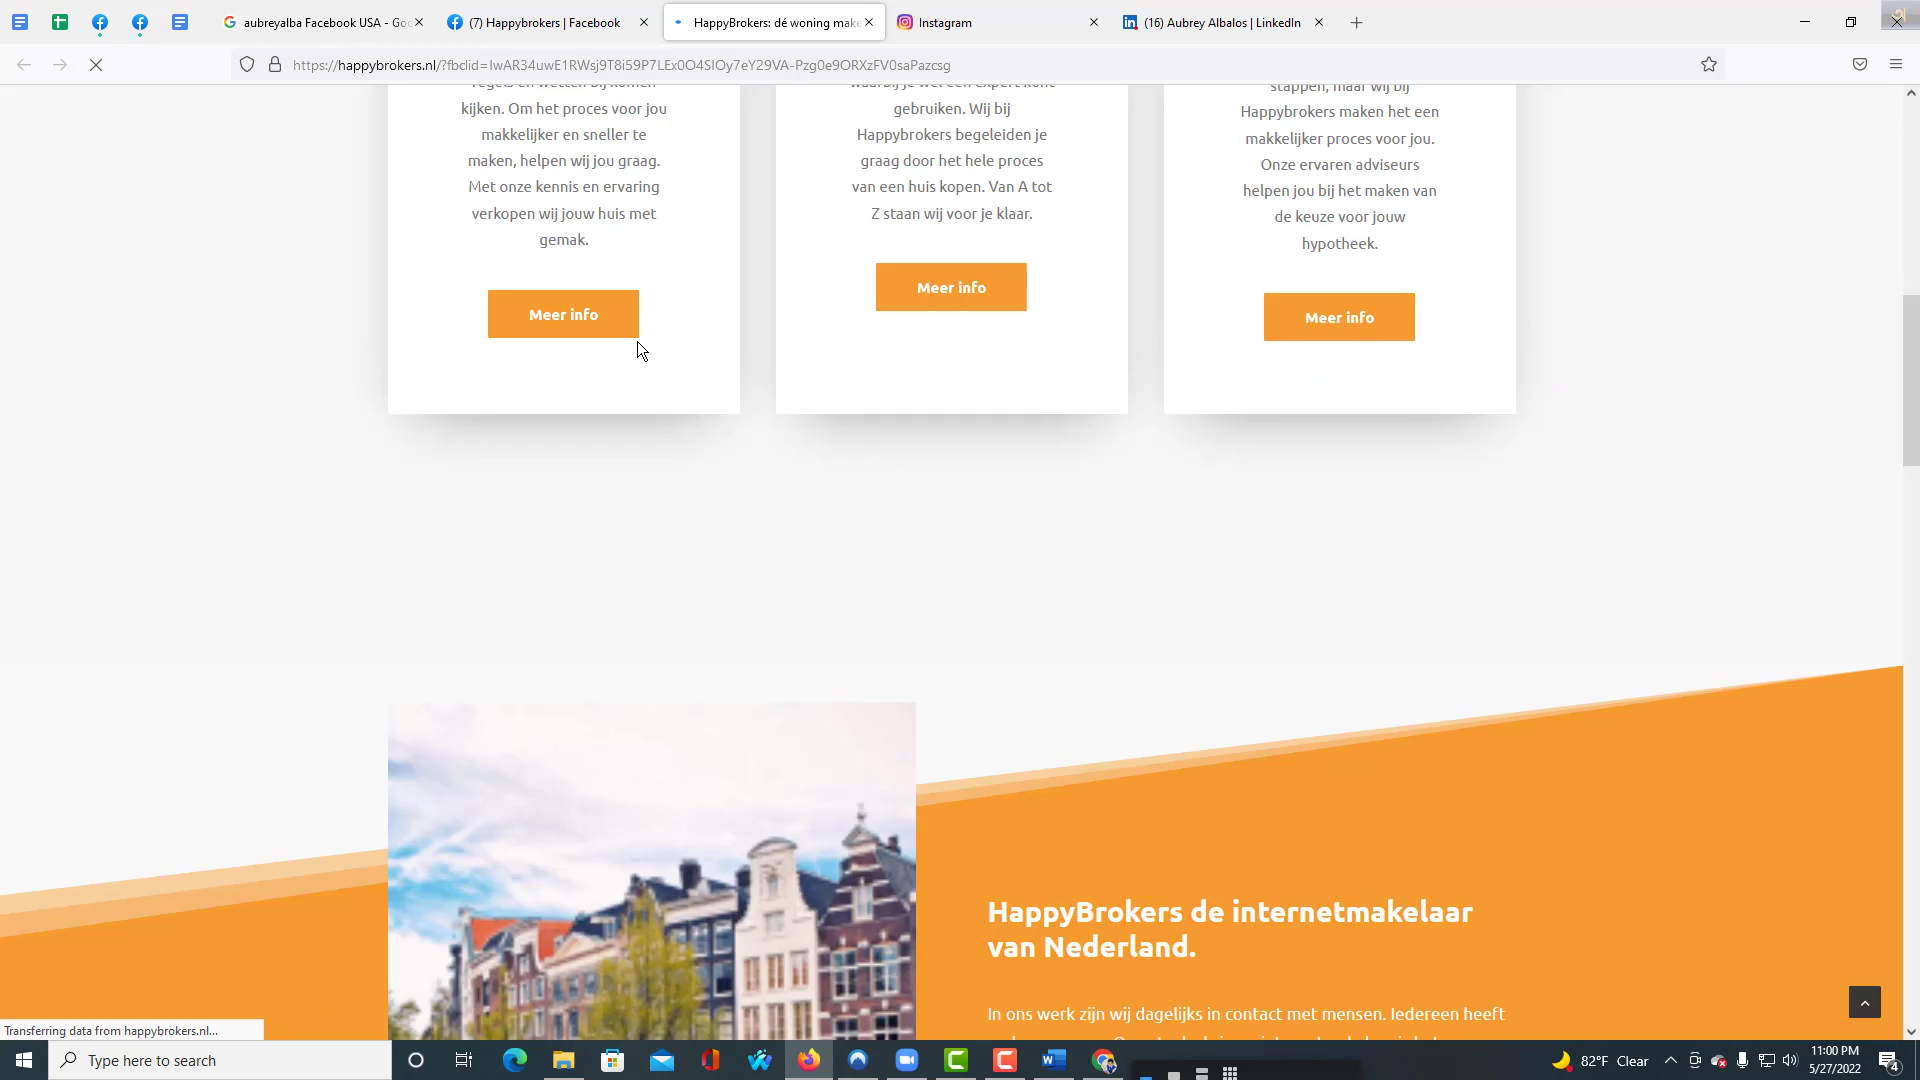 aubreyalba Facebook USA - Goo
(7) Happybrokers | Facebook
HappyBrokers: dé woning make
Instagram
(16) Aubrey Albalos | LinkedIn
https://happybrokers.nl/?fbclid=IwAR34uwE1RWsj9T8i59P7LEx0O4SIOy7eY29VA-Pzg0e9ORXzFV0saPazcsg
regels en wetten bij komen
kijken. Om het proces voor jou
makkelijker en sneller te
maken, helpen wij jou graag.
Met onze kennis en ervaring
verkopen wij jouw huis met
gemak.
Meer info
waarbij je wel een expert kunt
gebruiken. Wij bij
Happybrokers begeleiden je
graag door het hele proces
van een huis kopen. Van A tot
Z staan wij voor je klaar.
Meer info
stappen, maar wij bij
Happybrokers maken het een
makkelijker proces voor jou.
Onze ervaren adviseurs
helpen jou bij het maken van
de keuze voor jouw
hypotheek.
Meer info
HappyBrokers de internetmakelaar
van Nederland.
In ons werk zijn wij dagelijks in contact met mensen. Iedereen heeft
Transferring data from happybrokers.nl...
Type here to search
82°F Clear
11:00 PM
5/27/2022
4